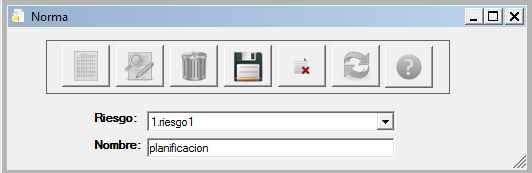 Norma
Riesgo: 1.riesgo1
Nombre: planificacion